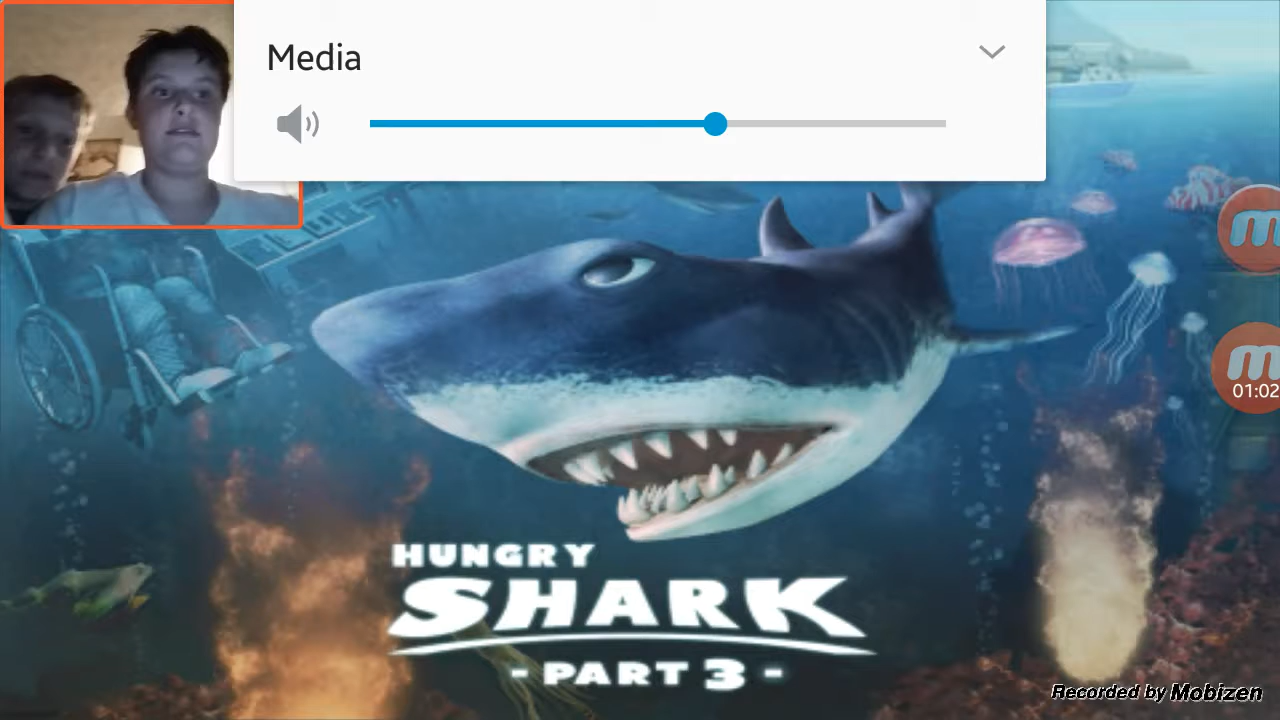 Media
01:02
HUNGRY
SHARK
- PART 3 -
Recorded by Mobizen